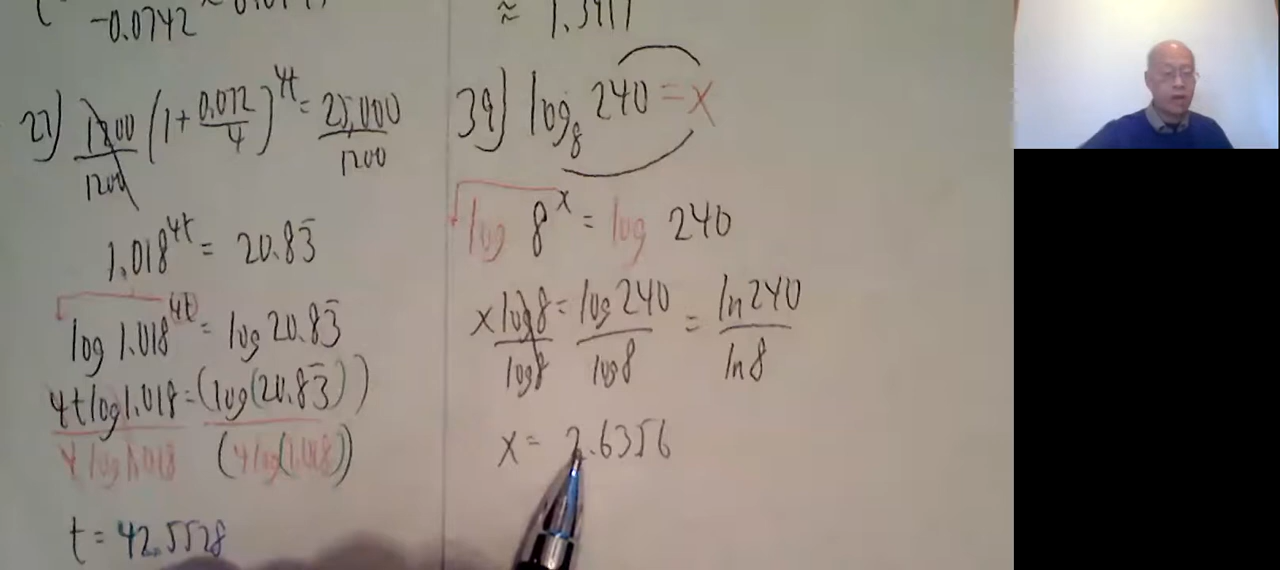 -0.0742
≈ 1.3917
27) 1200/1200 (1+0.072/4)^4t = 25,000/1200
1.018^4t = 20.83̄
log 1.018^4t = log 20.83̄
4t log 1.018 = (log(20.83̄))
4 log 1.018 (4 log(1.018))
t = 42.5528
39) log₈ 240 = x
log 8^x = log 240
x log 8 / log 8 = log 240 / log 8 = ln 240 / ln 8
x = 2.6356